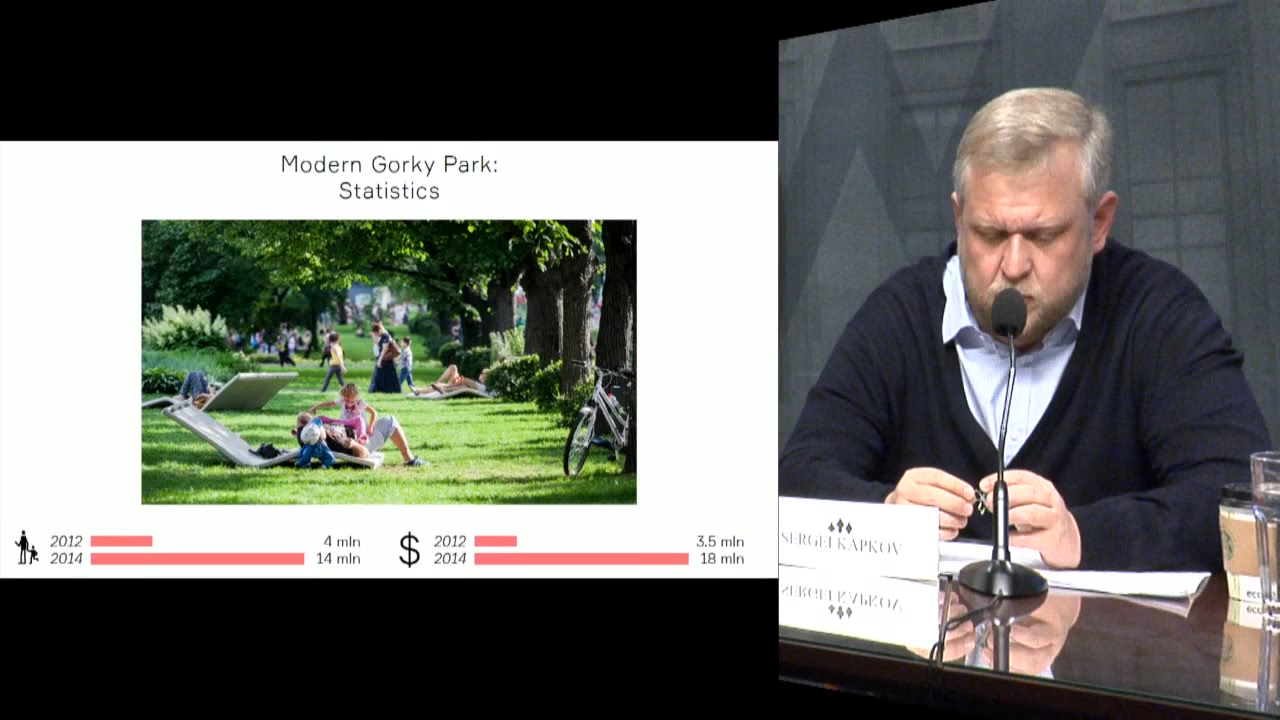 Modern Gorky Park:
Statistics
2012 4 mln
2014 14 mln
$ 2012 3.5 mln
2014 18 mln
SERGEI KAPKOV